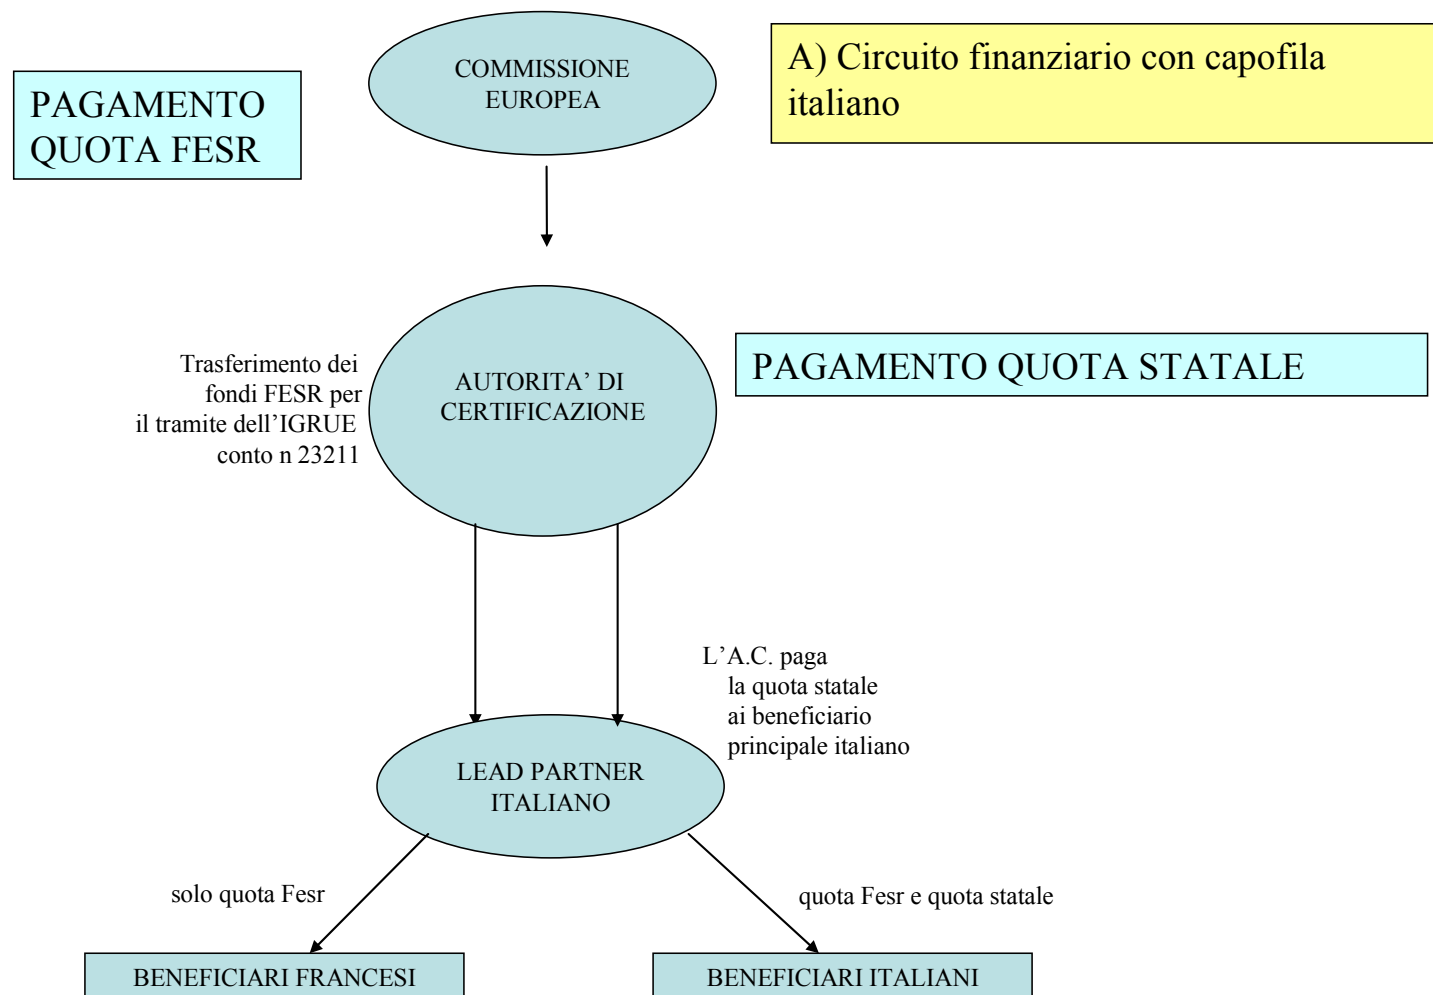 COMMISSIONE
EUROPEA
A) Circuito finanziario con capofila
italiano
PAGAMENTO
QUOTA FESR
Trasferimento dei
fondi FESR per
il tramite dell’IGRUE
conto n 23211
AUTORITA’ DI
CERTIFICAZIONE
PAGAMENTO QUOTA STATALE
L’A.C. paga
la quota statale
ai beneficiario
principale italiano
LEAD PARTNER
ITALIANO
solo quota Fesr
quota Fesr e quota statale
BENEFICIARI FRANCESI
BENEFICIARI ITALIANI